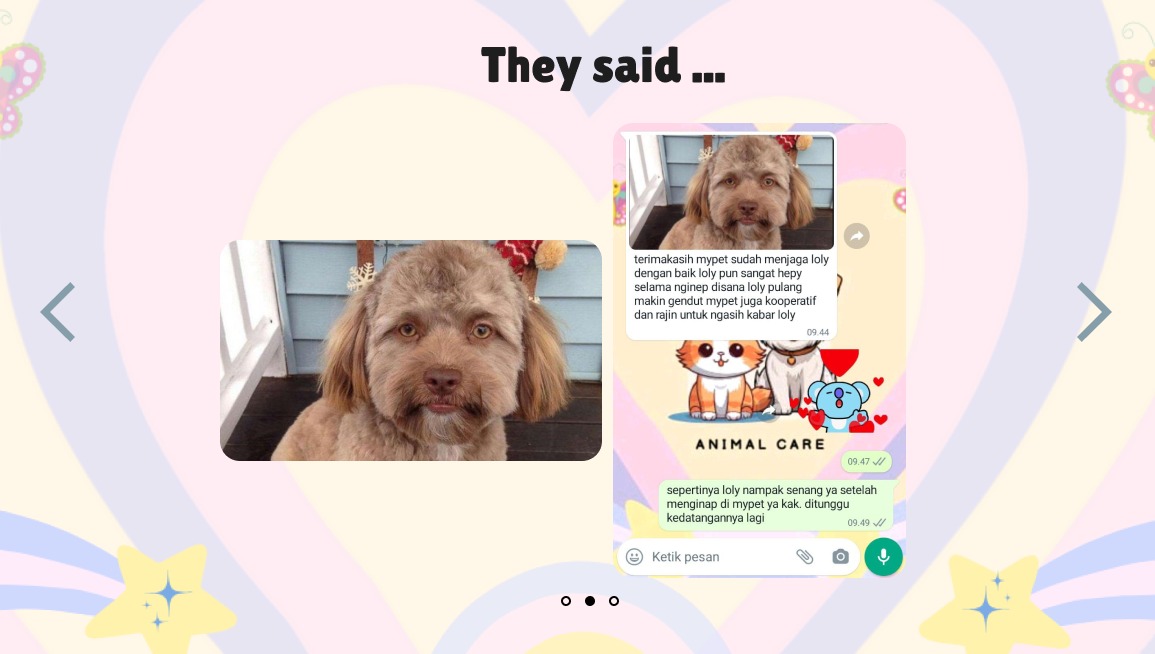 They said ...
terimakasih mypet sudah menjaga loly
dengan baik loly pun sangat hepy
selama nginep disana loly pulang
makin gendut mypet juga kooperatif
dan rajin untuk ngasih kabar loly
09.44
ANIMAL CARE
09.47
sepertinya loly nampak senang ya setelah
menginap di mypet ya kak. ditunggu
kedatangannya lagi
09.49
Ketik pesan